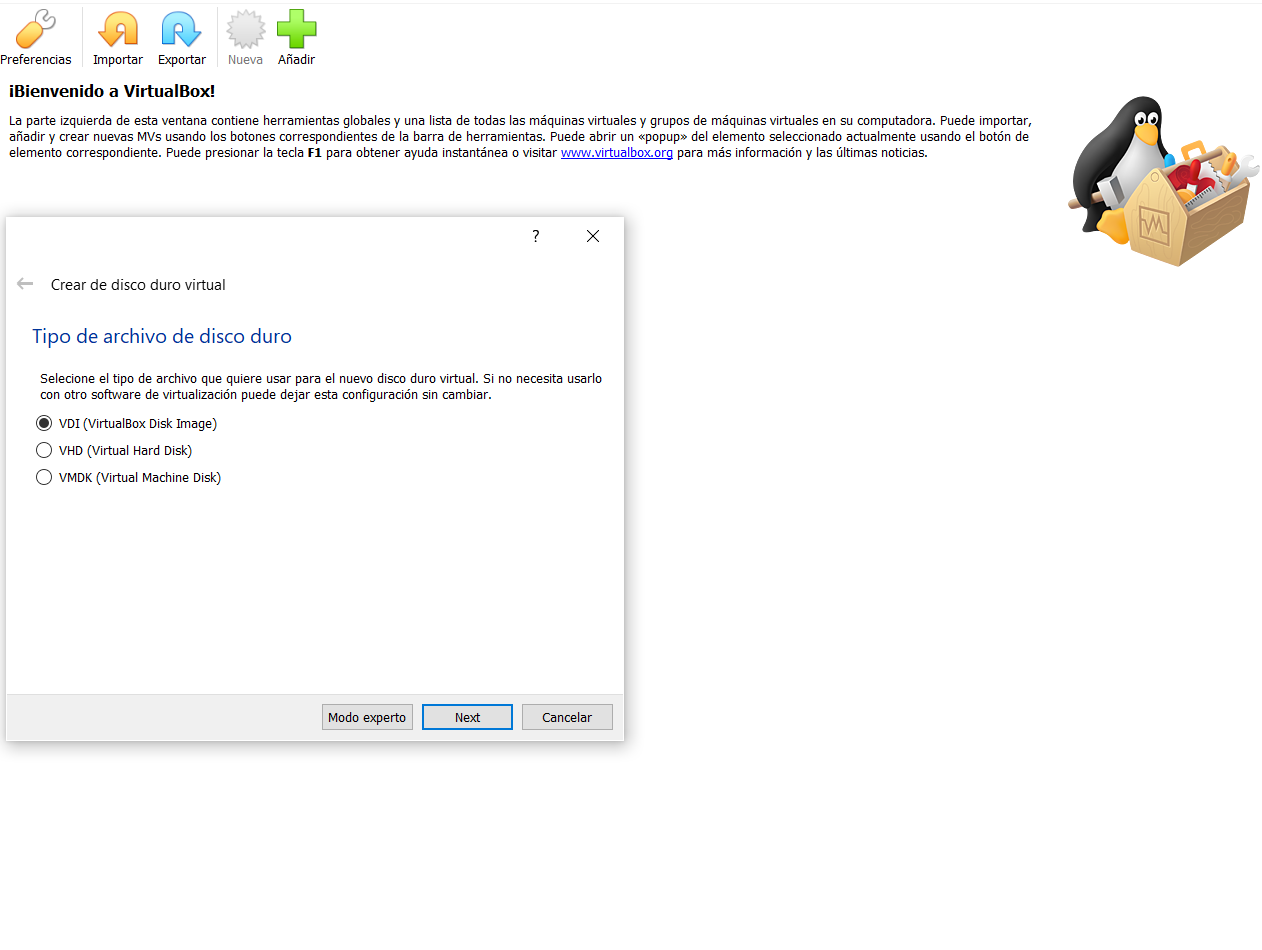 Preferencias Importar Exportar Nueva Añadir
¡Bienvenido a VirtualBox!
La parte izquierda de esta ventana contiene herramientas globales y una lista de todas las máquinas virtuales y grupos de máquinas virtuales en su computadora. Puede importar,
añadir y crear nuevas MVs usando los botones correspondientes de la barra de herramientas. Puede abrir un «popup» del elemento seleccionado actualmente usando el botón de
elemento correspondiente. Puede presionar la tecla F1 para obtener ayuda instantánea o visitar www.virtualbox.org para más información y las últimas noticias.
?
Crear de disco duro virtual
Tipo de archivo de disco duro
Selecione el tipo de archivo que quiere usar para el nuevo disco duro virtual. Si no necesita usarlo
con otro software de virtualización puede dejar esta configuración sin cambiar.
VDI (VirtualBox Disk Image)
VHD (Virtual Hard Disk)
VMDK (Virtual Machine Disk)
Modo experto Next Cancelar